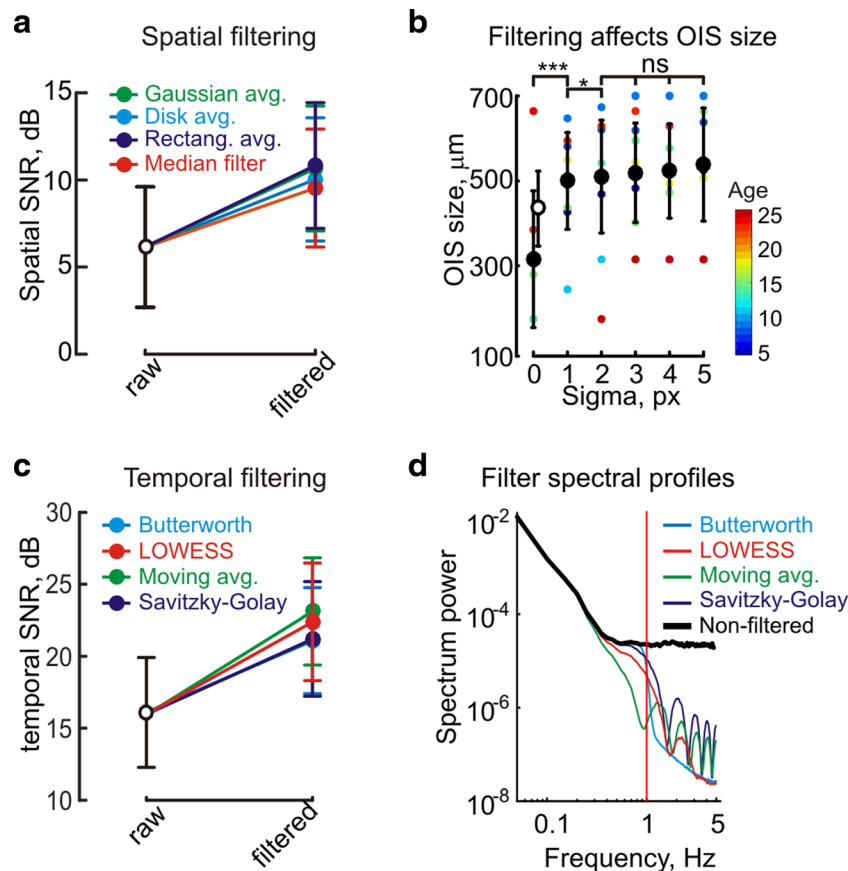 a
Spatial filtering
15
10
5
0
Spatial SNR, dB
Gaussian avg.
Disk avg.
Rectang. avg.
Median filter
raw
filtered
b
Filtering affects OIS size
***
*
ns
700
500
300
100
OIS size, μm
0 1 2 3 4 5
Sigma, px
Age
25
20
15
10
5
c
Temporal filtering
30
25
20
15
10
temporal SNR, dB
Butterworth
LOWESS
Moving avg.
Savitzky-Golay
raw
filtered
d
Filter spectral profiles
10-2
10-4
10-6
10-8
Spectrum power
Butterworth
LOWESS
Moving avg.
Savitzky-Golay
Non-filtered
0.1 1 5
Frequency, Hz